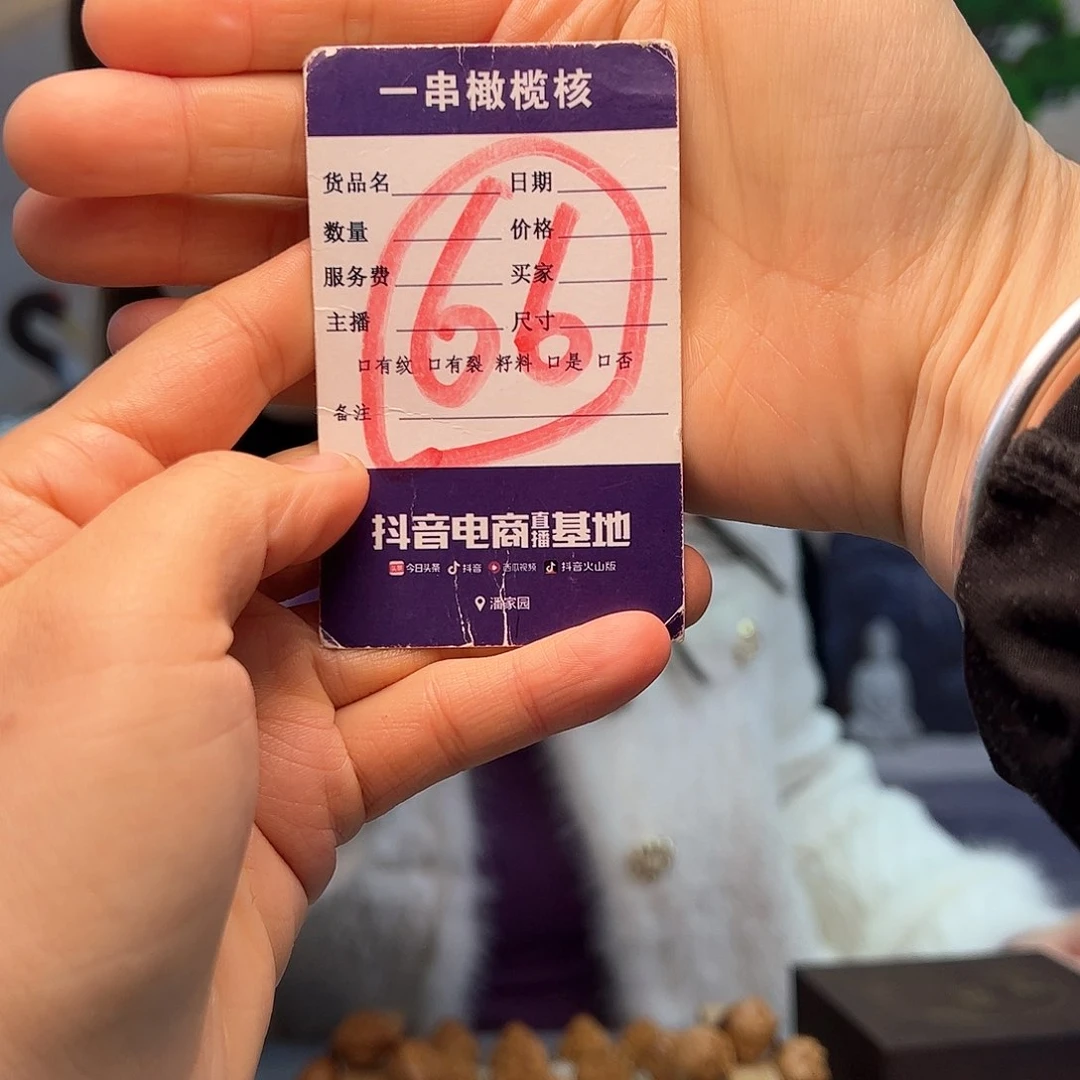 一串橄榄核
货品名 日期
数量 价格
服务费 买家
主播 尺寸
口有纹 口有裂 籽料 口是 口否
备注
66
抖音电商直播基地
头条 今日头条 抖音 西瓜视频 抖音火山版
潘家园